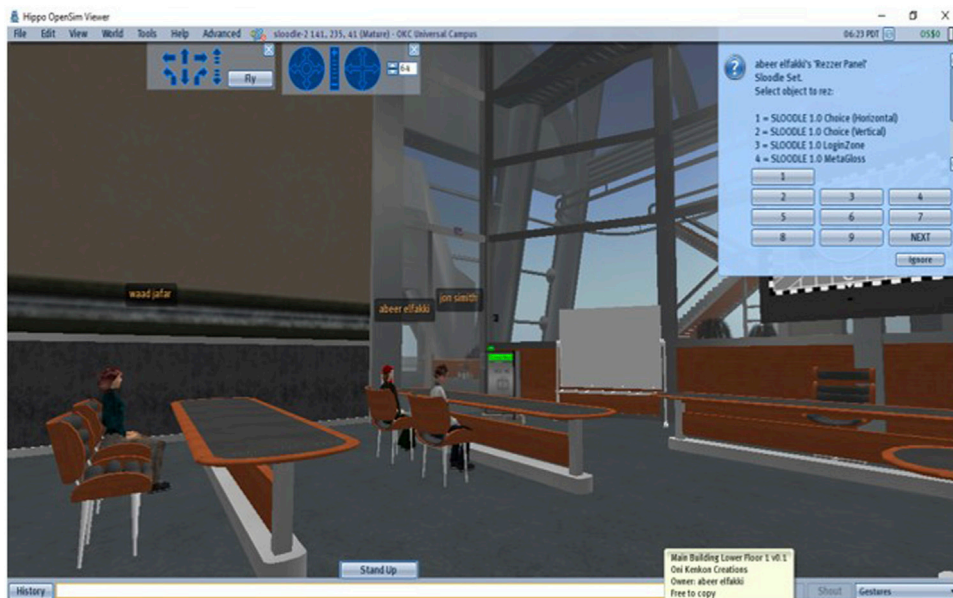 Hippo OpenSim Viewer
File Edit View World Tools Help Advanced sloodle-2 141, 235, 41 (Mature) - OKC Universal Campus 06:23 PDT OS$0
Fly
64
abeer elfakki's 'Rezzer Panel'
Sloodle Set.
Select object to rez:
1 = SLOODLE 1.0 Choice (Horizontal)
2 = SLOODLE 1.0 Choice (Vertical)
3 = SLOODLE 1.0 LoginZone
4 = SLOODLE 1.0 MetaGloss
1
2 3 4
5 6 7
8 9 NEXT
Ignore
waad jafar
abeer elfakki
jon simith
Stand Up
Main Building Lower Floor 1 v0.1
Oni Kenkon Creations
Owner: abeer elfakki
Free to copy
History Shout Gestures